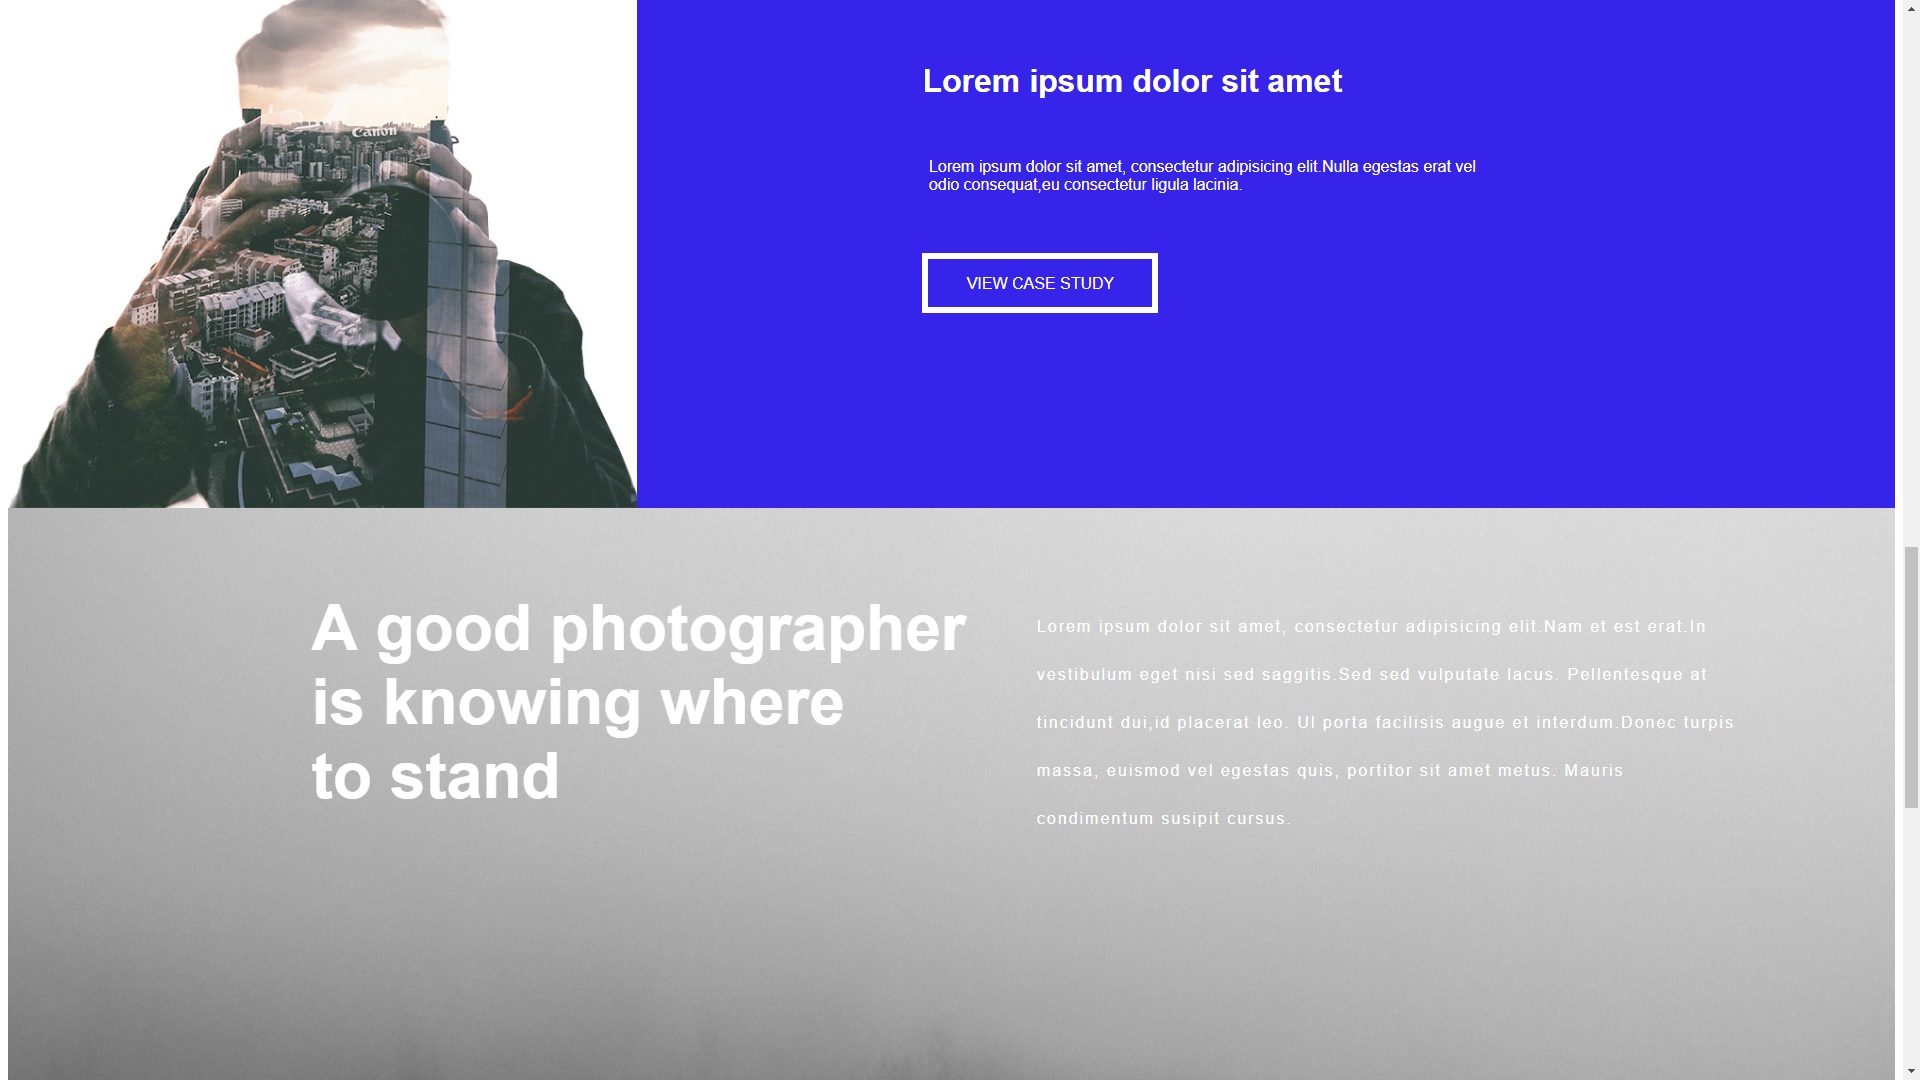 Canon
Lorem ipsum dolor sit amet
Lorem ipsum dolor sit amet, consectetur adipisicing elit.Nulla egestas erat vel
odio consequat,eu consectetur ligula lacinia.
VIEW CASE STUDY
A good photographer
is knowing where
to stand
Lorem ipsum dolor sit amet, consectetur adipisicing elit.Nam et est erat.In
vestibulum eget nisi sed saggitis.Sed sed vulputate lacus. Pellentesque at
tincidunt dui,id placerat leo. Ul porta facilisis augue et interdum.Donec turpis
massa, euismod vel egestas quis, portitor sit amet metus. Mauris
condimentum susipit cursus.